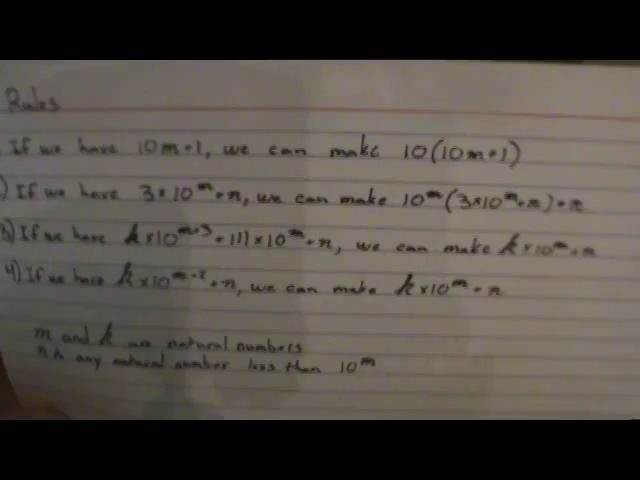 Rules
If we have 10m+1, we can make 10(10m+1)
) If we have 3×10^m+n, we can make 10^m(3×10^m+n)+n
3) If we have k×10^m+3+111×10^m+n, we can make k×10^m+n
4) If we have k×10^m+2+n, we can make k×10^m+n
m and k are natural numbers
n is any natural number less than 10^m